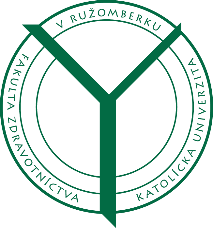 FAKULTA ZDRAVOTNÍCTVA
V RUŽOMBERKU
KATOLÍCKA UNIVERZITA